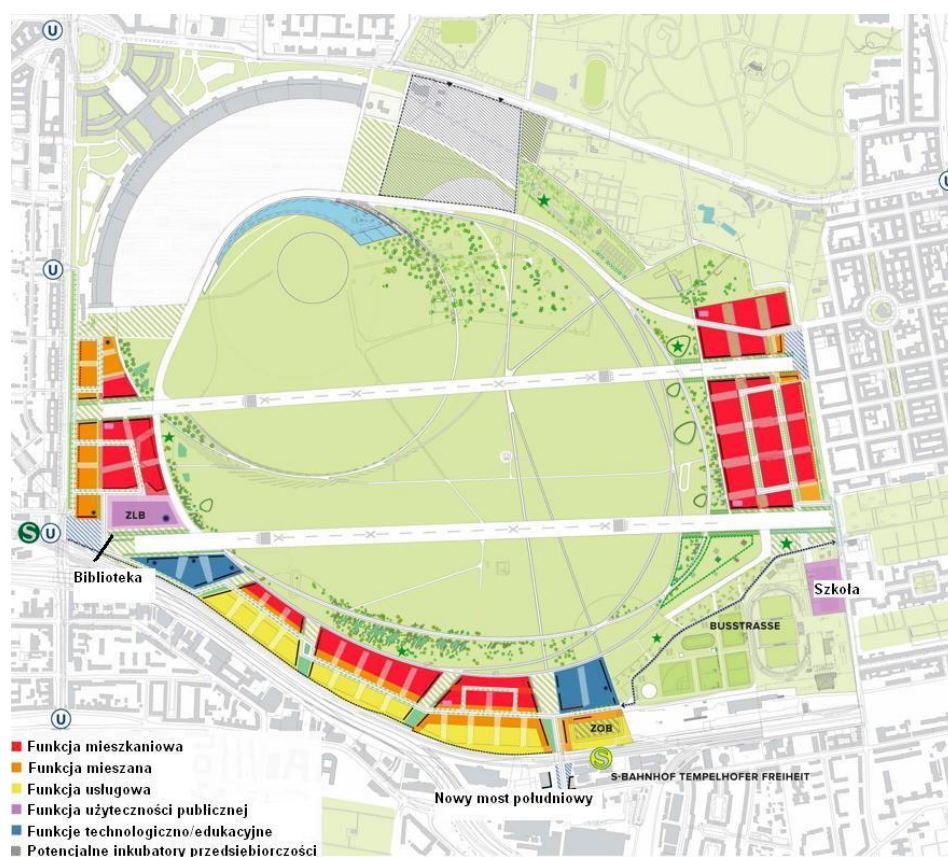 U
U
U
ZLB
S U
Biblioteka
Szkoła
BUSSTRASSE
ZOB
U
S
S-BAHNHOF TEMPELHOFER FREIHEIT
Nowy most południowy
Funkcja mieszkaniowa
Funkcja mieszana
Funkcja usługowa
Funkcja użyteczności publicznej
Funkcje technologiczno/edukacyjne
Potencjalne inkubatory przedsiębiorczości